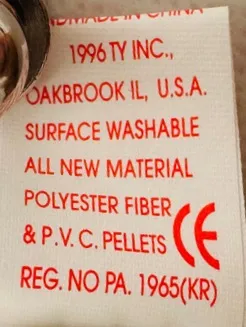 HANDMADE IN CHINA
1996 TY INC.,
OAKBROOK IL, U.S.A.
SURFACE WASHABLE
ALL NEW MATERIAL
POLYESTER FIBER
& P.V.C. PELLETS CE
REG. NO PA. 1965(KR)